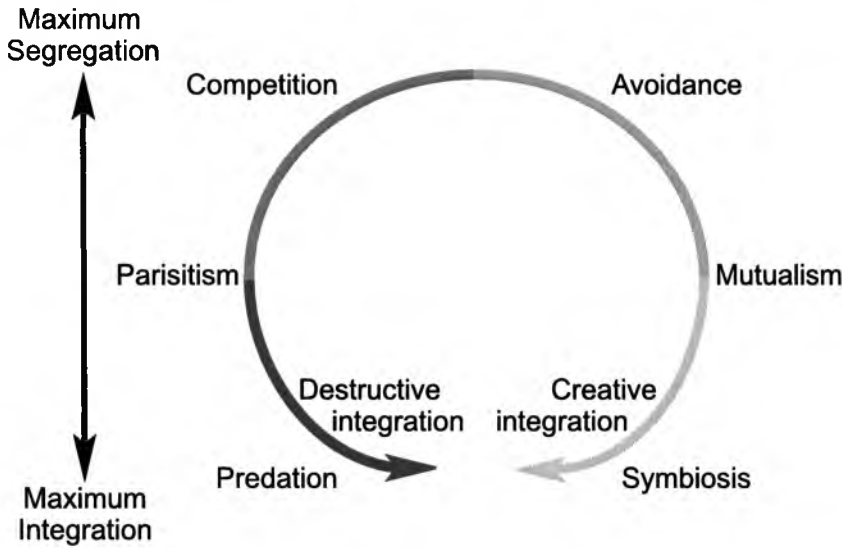 Maximum
Segregation
Competition
Avoidance
Parisitism
Mutualism
Destructive
integration
Creative
integration
Predation
Symbiosis
Maximum
Integration